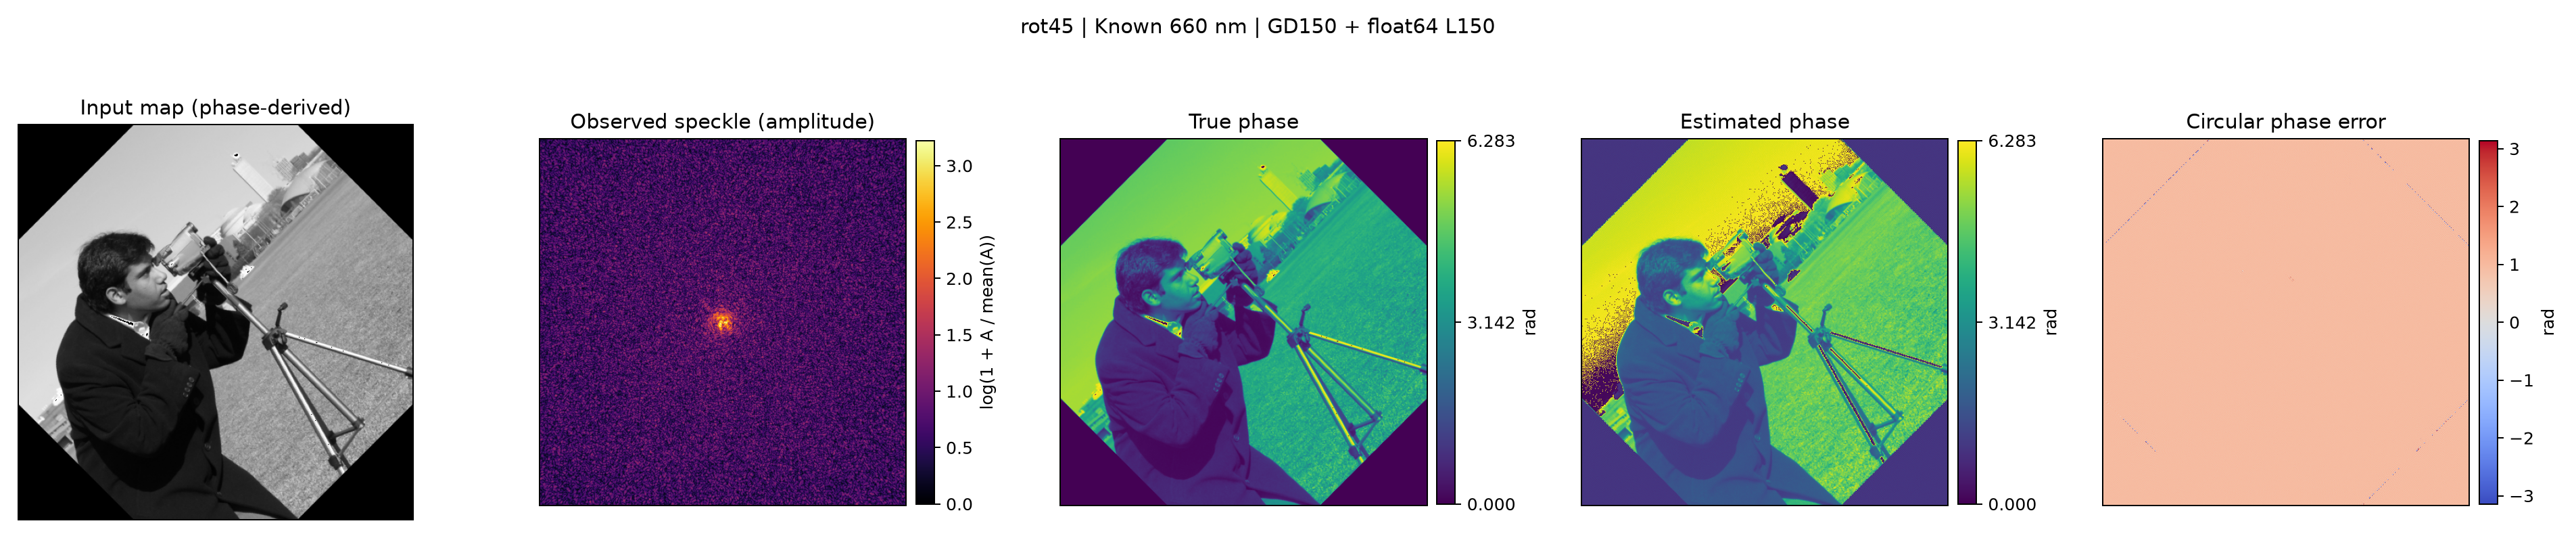 rot45 | Known 660 nm | GD150 + float64 L150
Input map (phase-derived)
Observed speckle (amplitude)
3.0
2.5
2.0
1.5
1.0
0.5
0.0
log(1 + A / mean(A))
True phase
6.283
3.142
0.000
rad
Estimated phase
6.283
3.142
0.000
rad
Circular phase error
3
2
1
0
−1
−2
−3
rad